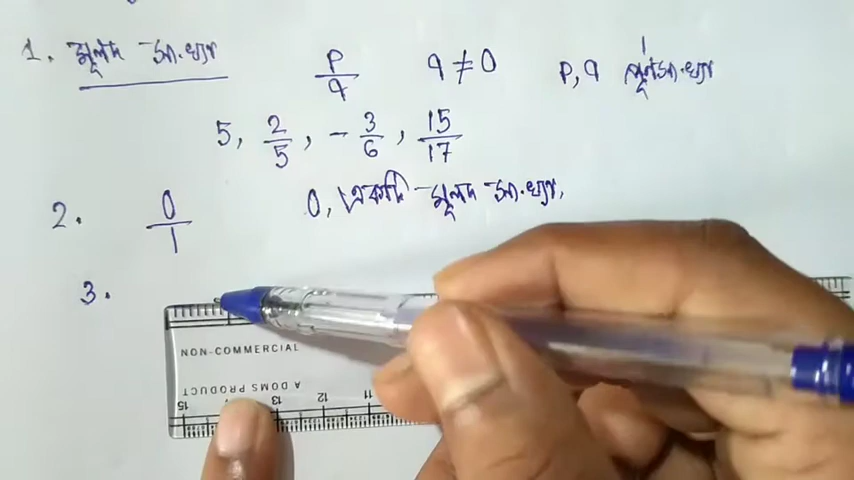 1. মূলদ সংখ্যা p/q q ≠ 0 p, q পূর্ণসংখ্যা
5, 2/5, - 3/6, 15/17
2. 0/1 0, একটি মূলদ সংখ্যা,
3.
NON-COMMERCIAL
A DOMS PRODUCT
15 13 12 11